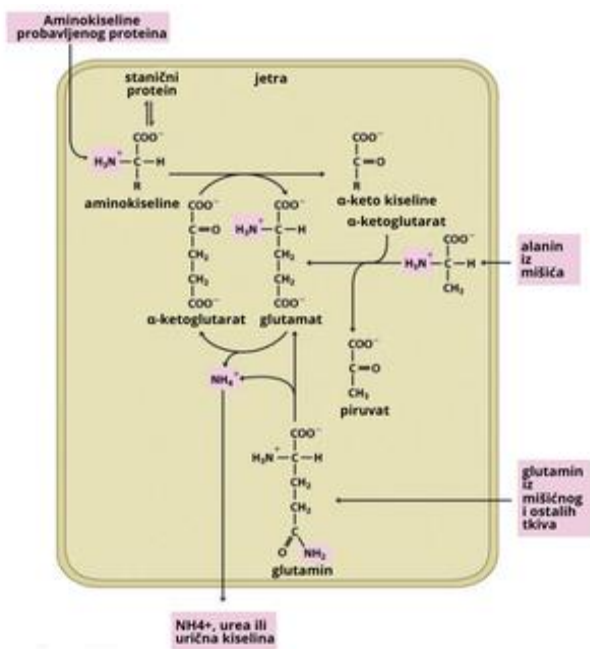 Aminokiseline
probavljenog proteina
stanični
protein
jetra
COO⁻
H₃N⁺—C—H
R
aminokiseline
COO⁻
C=O
R
α-keto kiseline
α-ketoglutarat
COO⁻
C=O
CH₂
CH₂
COO⁻
α-ketoglutarat
COO⁻
H₃N⁺—C—H
CH₂
CH₂
COO⁻
glutamat
COO⁻
H₃N⁺—C—H
CH₃
alanin
iz
mišića
COO⁻
C=O
CH₃
piruvat
NH₄⁺
COO⁻
H₃N⁺—C—H
CH₂
CH₂
C
O
NH₂
glutamin
glutamin
iz
mišićnog
i ostalih
tkiva
NH4+, urea ili
urična kiselina